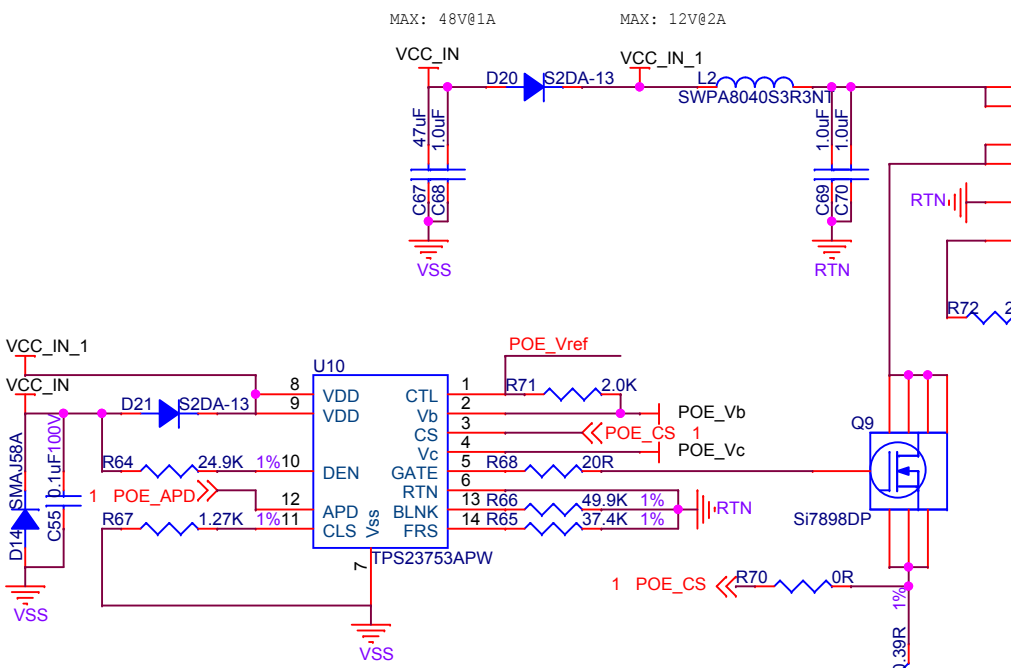 MAX: 48V@1A
MAX: 12V@2A
VCC_IN
VCC_IN_1
D20
S2DA-13
L2
SWPA8040S3R3NT
47uF
1.0uF
1.0uF
1.0uF
C67
C68
C69
C70
VSS
RTN
RTN
R72
VCC_IN_1
VCC_IN
POE_Vref
U10
D21
S2DA-13
8
VDD
9
VDD
CTL
1
R71
2.0K
Vb
2
POE_Vb
CS
3
POE_CS 1
Vc
4
POE_Vc
SMAJ58A
D14
0.1uF
100V
C55
R64
24.9K
1%
10
DEN
GATE
5
R68
20R
RTN
6
1 POE_APD
12
APD
BLNK
13
R66
49.9K
1%
RTN
R67
1.27K
1%
11
CLS
Vss
FRS
14
R65
37.4K
1%
7
TPS23753APW
VSS
VSS
Q9
Si7898DP
1 POE_CS
R70
0R
1%